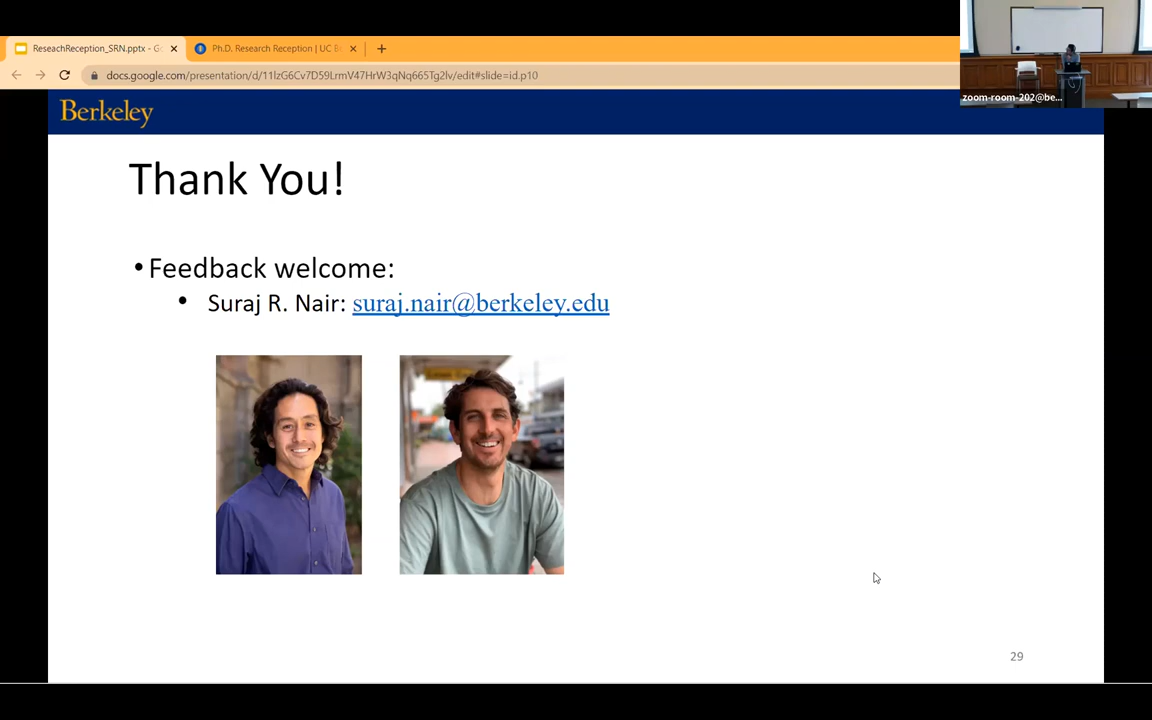 ReseachReception_SRN.pptx - Go
Ph.D. Research Reception | UC B
docs.google.com/presentation/d/11lzG6Cv7D59LrmV47HrW3qNq665Tg2lv/edit#slide=id.p10
zoom-room-202@be...
Berkeley
Thank You!
• Feedback welcome:
• Suraj R. Nair: suraj.nair@berkeley.edu
29